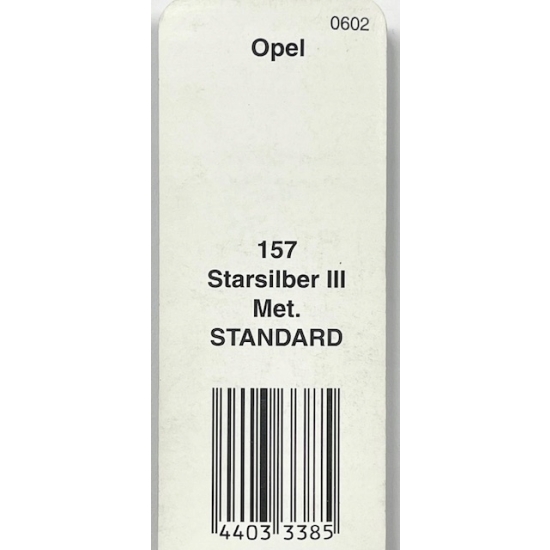 0602
Opel
157
Starsilber III
Met.
STANDARD
4403 3385